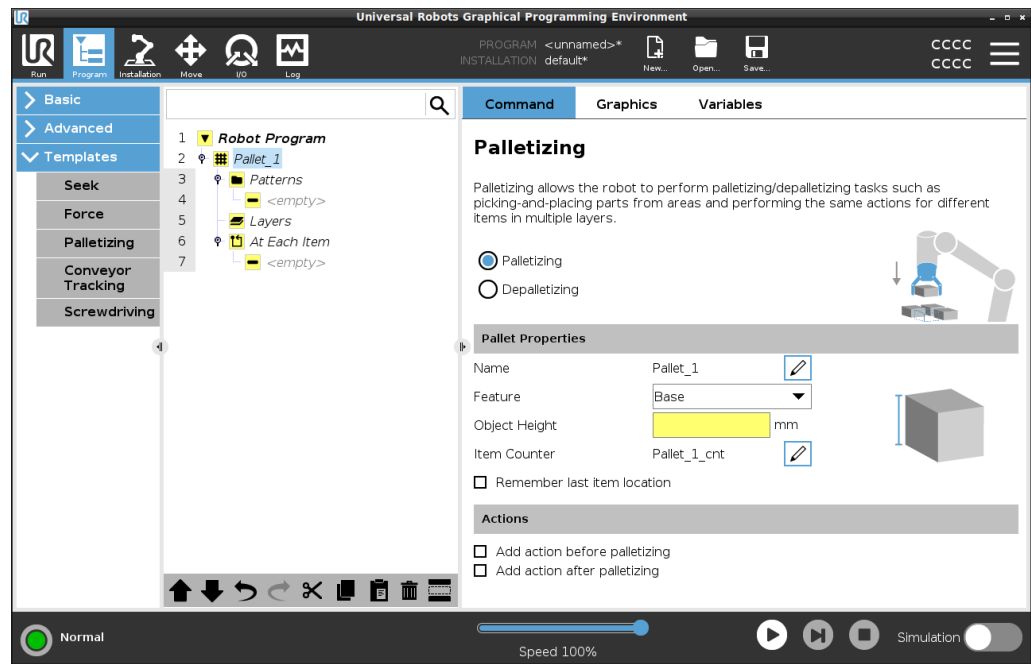 Universal Robots Graphical Programming Environment
UR
Run
Program
Installation
Move
I/O
Log
PROGRAM <unnamed>*
INSTALLATION default*
New...
Open...
Save...
CCCC
CCCC
Basic
Advanced
Templates
Seek
Force
Palletizing
Conveyor
Tracking
Screwdriving
1 Robot Program
2 Pallet_1
3 Patterns
4 <empty>
5 Layers
6 At Each Item
7 <empty>
Command Graphics Variables
Palletizing
Palletizing allows the robot to perform palletizing/depalletizing tasks such as
picking-and-placing parts from areas and performing the same actions for different
items in multiple layers.
Palletizing
Depalletizing
Pallet Properties
Name Pallet_1
Feature Base
Object Height mm
Item Counter Pallet_1_cnt
Remember last item location
Actions
Add action before palletizing
Add action after palletizing
Normal
Speed 100%
Simulation